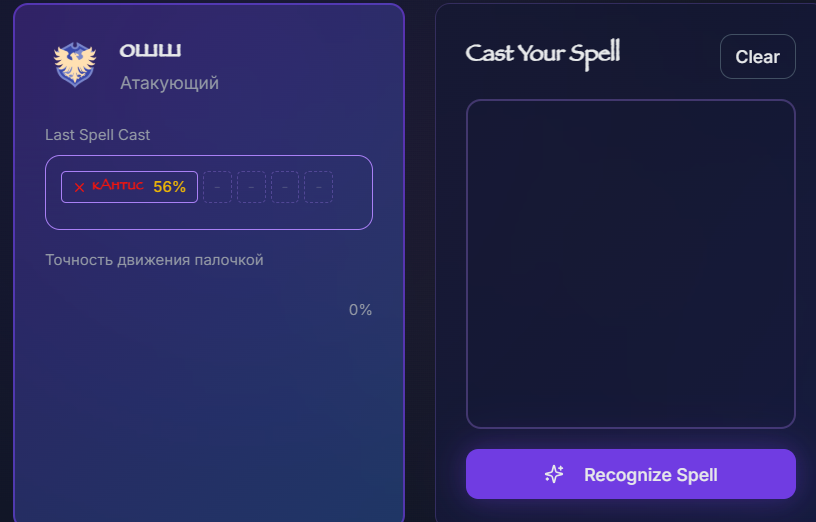 ошш
Атакующий
Last Spell Cast
× кАнтис 56% - - - -
Точность движения палочкой
0%
Cast Your Spell
Clear
Recognize Spell